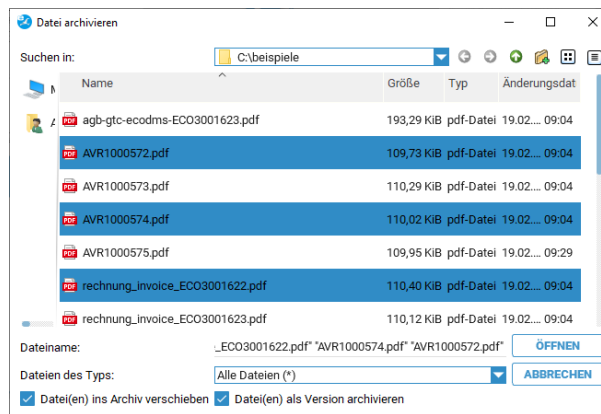 Datei archivieren
Suchen in: C:\beispiele
Name Größe Typ Änderungsdat
agb-gtc-ecodms-ECO3001623.pdf 193,29 KiB pdf-Datei 19.02.... 09:04
AVR1000572.pdf 109,73 KiB pdf-Datei 19.02.... 09:04
AVR1000573.pdf 110,29 KiB pdf-Datei 19.02.... 09:04
A AVR1000574.pdf 110,02 KiB pdf-Datei 19.02.... 09:04
AVR1000575.pdf 109,95 KiB pdf-Datei 19.02.... 09:29
rechnung_invoice_ECO3001622.pdf 110,40 KiB pdf-Datei 19.02.... 09:04
rechnung_invoice_ECO3001623.pdf 110,12 KiB pdf-Datei 19.02.... 09:04
Dateiname: _ECO3001622.pdf" "AVR1000574.pdf" "AVR1000572.pdf" ÖFFNEN
Dateien des Typs: Alle Dateien (*) ABBRECHEN
Datei(en) ins Archiv verschieben Datei(en) als Version archivieren